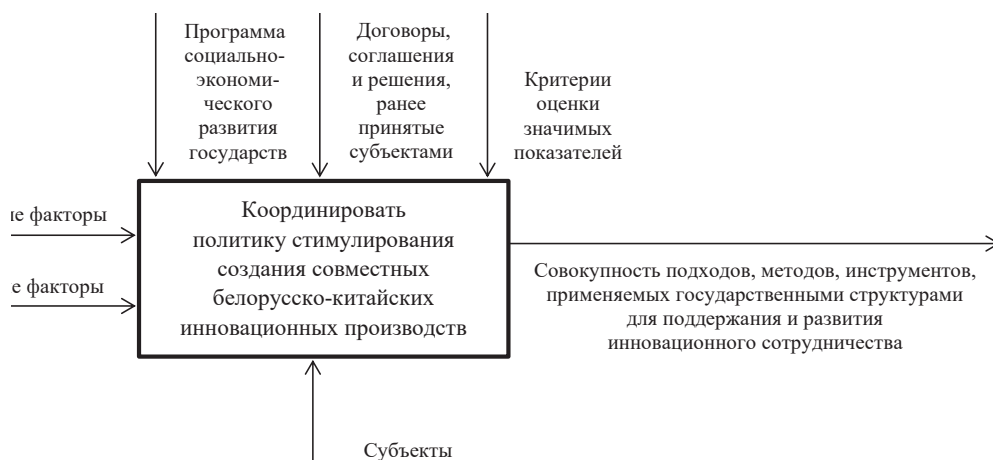 Программа
социально-
экономи-
ческого
развития
государств
Договоры,
соглашения
и решения,
ранее
принятые
субъектами
Критерии
оценки
значимых
показателей
факторы
факторы
Координировать
политику стимулирования
создания совместных
белорусско-китайских
инновационных производств
Совокупность подходов, методов, инструментов,
применяемых государственными структурами
для поддержания и развития
инновационного сотрудничества
Субъекты